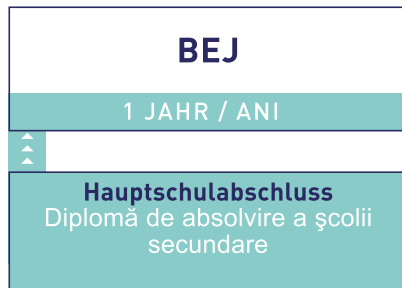 BEJ
1 JAHR / ANI
Hauptschulabschluss
Diplomă de absolvire a şcolii
secundare